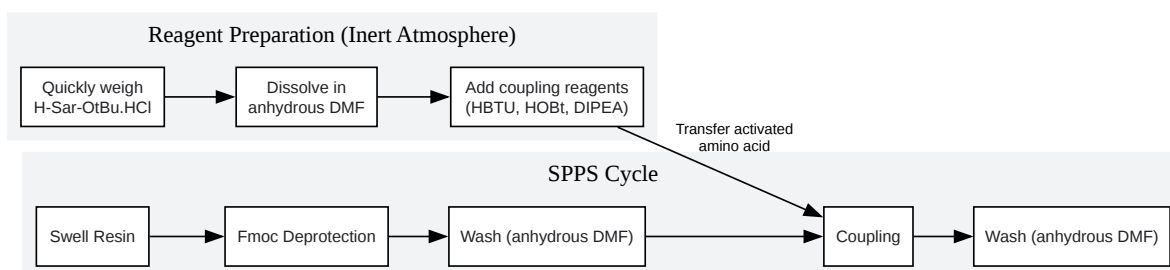 Reagent Preparation (Inert Atmosphere)
Quickly weigh
H-Sar-OtBu.HCl
Dissolve in
anhydrous DMF
Add coupling reagents
(HBTU, HOBt, DIPEA)
Transfer activated
amino acid
SPPS Cycle
Swell Resin
Fmoc Deprotection
Wash (anhydrous DMF)
Coupling
Wash (anhydrous DMF)